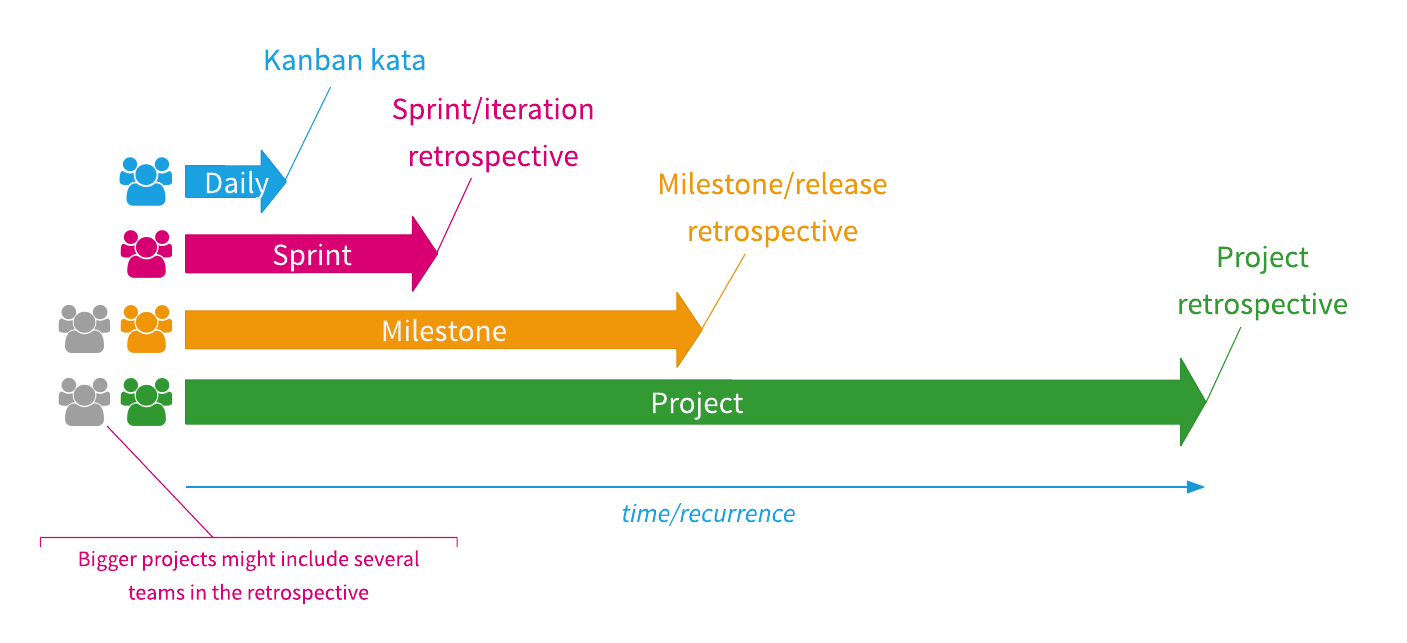 Kanban kata
Sprint/iteration
retrospective
Daily
Milestone/release
retrospective
Sprint
Project
retrospective
Milestone
Project
time/recurrence
Bigger projects might include several
teams in the retrospective